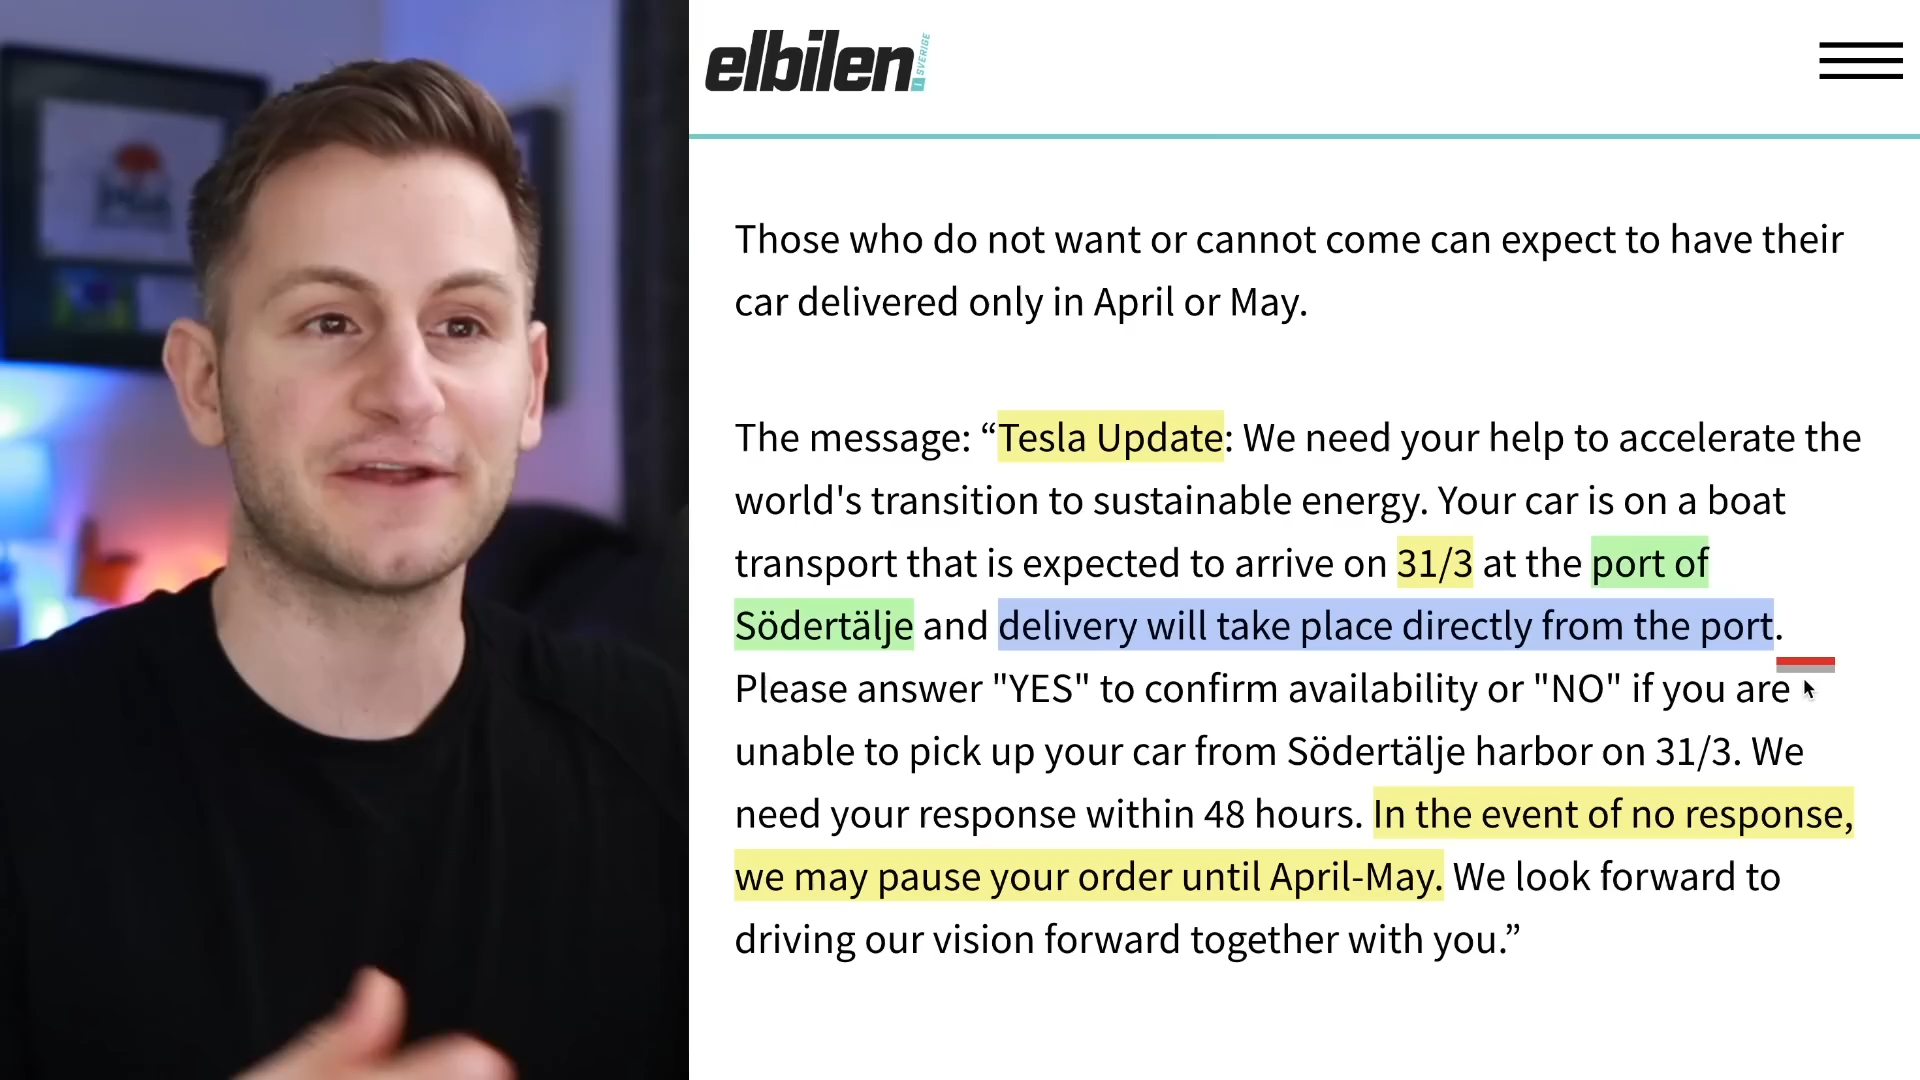 elbilen
I SVERIGE
Those who do not want or cannot come can expect to have their
car delivered only in April or May.
The message: “Tesla Update: We need your help to accelerate the
world's transition to sustainable energy. Your car is on a boat
transport that is expected to arrive on 31/3 at the port of
Södertälje and delivery will take place directly from the port.
Please answer "YES" to confirm availability or "NO" if you are
unable to pick up your car from Södertälje harbor on 31/3. We
need your response within 48 hours. In the event of no response,
we may pause your order until April-May. We look forward to
driving our vision forward together with you.”